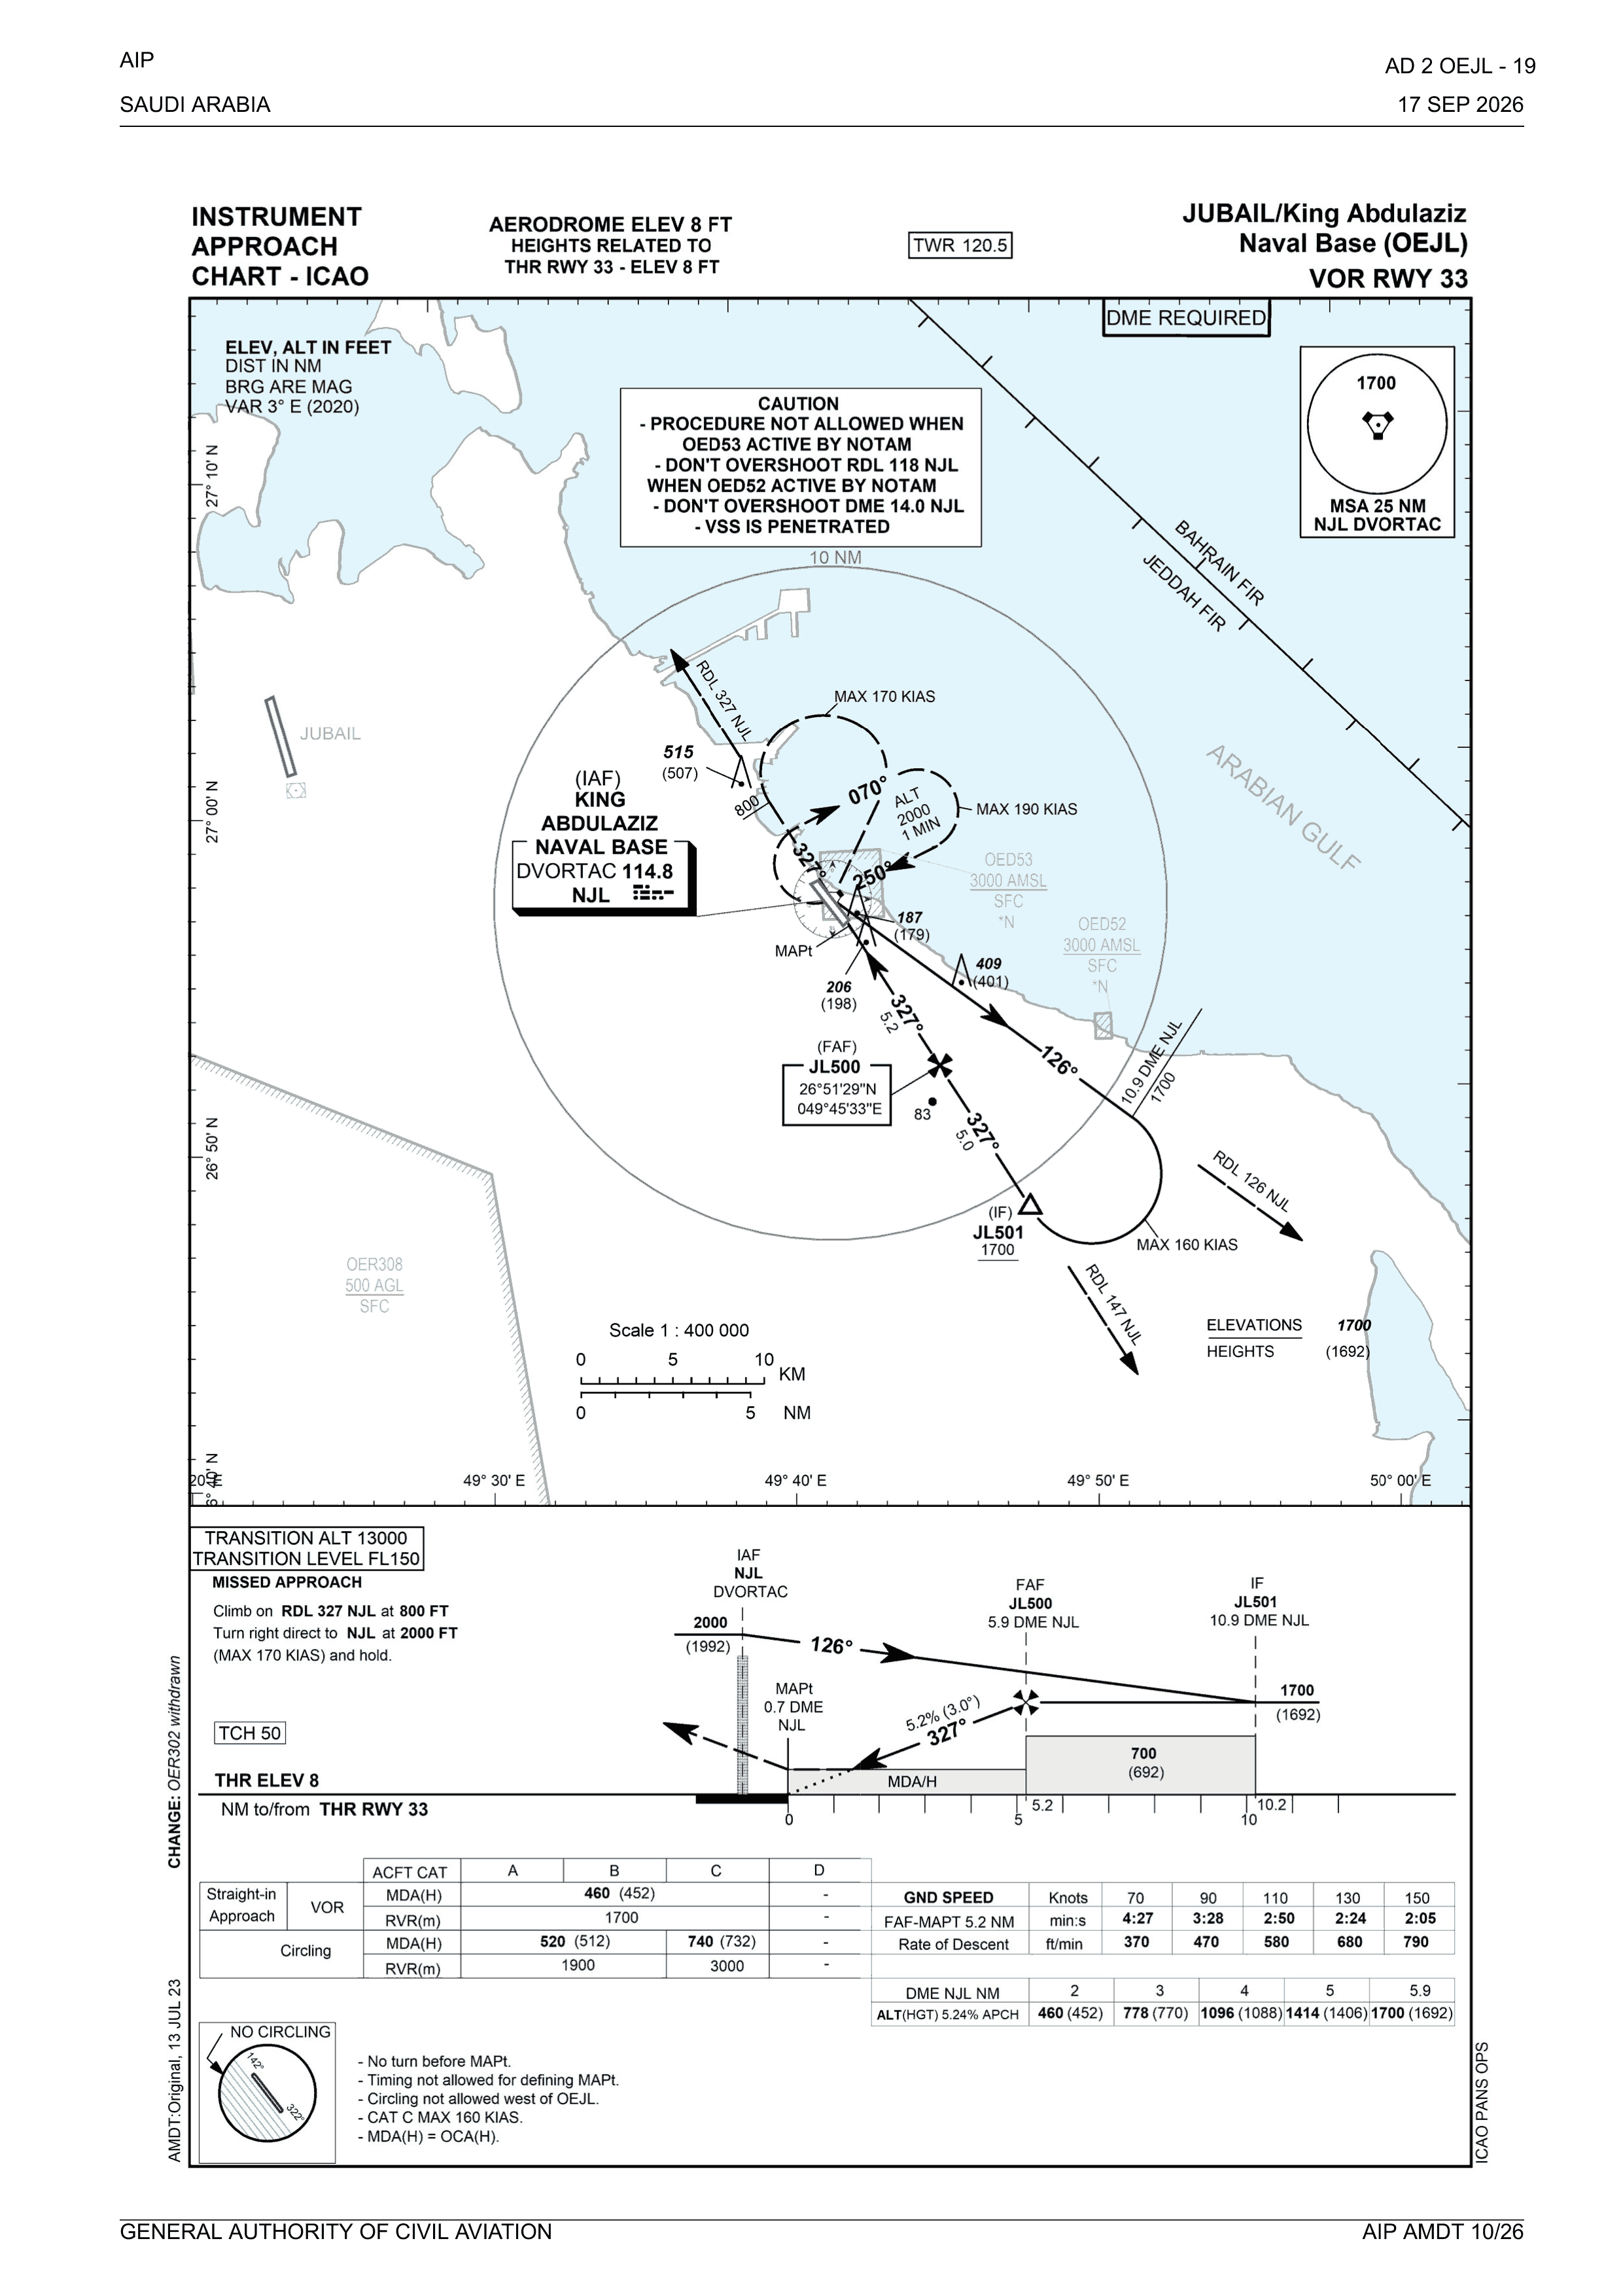 AIP
AD 2 OEJL - 19
SAUDI ARABIA
17 SEP 2026
INSTRUMENT
APPROACH
CHART - ICAO
AERODROME ELEV 8 FT
HEIGHTS RELATED TO
THR RWY 33 - ELEV 8 FT
TWR 120.5
JUBAIL/King Abdulaziz
Naval Base (OEJL)
VOR RWY 33
ELEV, ALT IN FEET
DIST IN NM
BRG ARE MAG
VAR 3° E (2020)
DME REQUIRED
1700
MSA 25 NM
NJL DVORTAC
CAUTION
- PROCEDURE NOT ALLOWED WHEN
OED53 ACTIVE BY NOTAM
- DON'T OVERSHOOT RDL 118 NJL
WHEN OED52 ACTIVE BY NOTAM
- DON'T OVERSHOOT DME 14.0 NJL
- VSS IS PENETRATED
27° 10' N
10 NM
BAHRAIN FIR
JEDDAH FIR
RDL 327 NJL
MAX 170 KIAS
JUBAIL
515
(507)
ARABIAN GULF
27° 00' N
(IAF)
KING
ABDULAZIZ
NAVAL BASE
DVORTAC 114.8
NJL
800
070°
ALT
2000
1 MIN
MAX 190 KIAS
327°
250°
OED53
3000 AMSL
SFC
*N
187
(179)
OED52
3000 AMSL
SFC
*N
MAPt
409
(401)
206
(198)
327°
5.2
(FAF)
JL500
26°51'29"N
049°45'33"E
126°
10.9 DME NJL
1700
83
327°
5.0
26° 50' N
RDL 126 NJL
(IF)
JL501
1700
MAX 160 KIAS
RDL 147 NJL
OER308
500 AGL
SFC
ELEVATIONS 1700
HEIGHTS (1692)
Scale 1 : 400 000
0 5 10
KM
0 5 NM
6° 40' N
20' E
49° 30' E
49° 40' E
49° 50' E
50° 00' E
TRANSITION ALT 13000
TRANSITION LEVEL FL150
MISSED APPROACH
Climb on RDL 327 NJL at 800 FT
Turn right direct to NJL at 2000 FT
(MAX 170 KIAS) and hold.
IAF
NJL
DVORTAC
2000
(1992)
126°
FAF
JL500
5.9 DME NJL
IF
JL501
10.9 DME NJL
MAPt
0.7 DME
NJL
5.2% (3.0°)
327°
1700
(1692)
TCH 50
MDA/H
700
(692)
THR ELEV 8
NM to/from THR RWY 33
0 5 5.2 10 10.2
CHANGE: OER302 withdrawn
ACFT CAT A B C D
Straight-in
Approach
VOR
MDA(H) 460 (452) -
RVR(m) 1700 -
Circling
MDA(H) 520 (512) 740 (732) -
RVR(m) 1900 3000 -
GND SPEED Knots 70 90 110 130 150
FAF-MAPT 5.2 NM min:s 4:27 3:28 2:50 2:24 2:05
Rate of Descent ft/min 370 470 580 680 790
DME NJL NM 2 3 4 5 5.9
ALT(HGT) 5.24% APCH 460 (452) 778 (770) 1096 (1088) 1414 (1406) 1700 (1692)
AMDT:Original, 13 JUL 23
NO CIRCLING
142°
322°
- No turn before MAPt.
- Timing not allowed for defining MAPt.
- Circling not allowed west of OEJL.
- CAT C MAX 160 KIAS.
- MDA(H) = OCA(H).
ICAO PANS OPS
GENERAL AUTHORITY OF CIVIL AVIATION
AIP AMDT 10/26